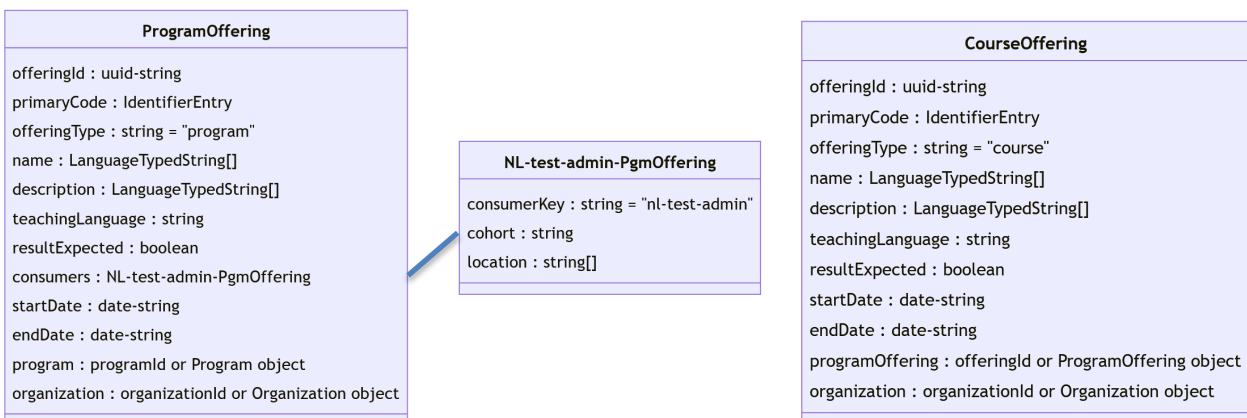 ProgramOffering
offeringId : uuid-string
primaryCode : IdentifierEntry
offeringType : string = "program"
name : LanguageTypedString[]
description : LanguageTypedString[]
teachingLanguage : string
resultExpected : boolean
consumers : NL-test-admin-PgmOffering
startDate : date-string
endDate : date-string
program : programId or Program object
organization : organizationId or Organization object
NL-test-admin-PgmOffering
consumerKey : string = "nl-test-admin"
cohort : string
location : string[]
CourseOffering
offeringId : uuid-string
primaryCode : IdentifierEntry
offeringType : string = "course"
name : LanguageTypedString[]
description : LanguageTypedString[]
teachingLanguage : string
resultExpected : boolean
startDate : date-string
endDate : date-string
programOffering : offeringId or ProgramOffering object
organization : organizationId or Organization object